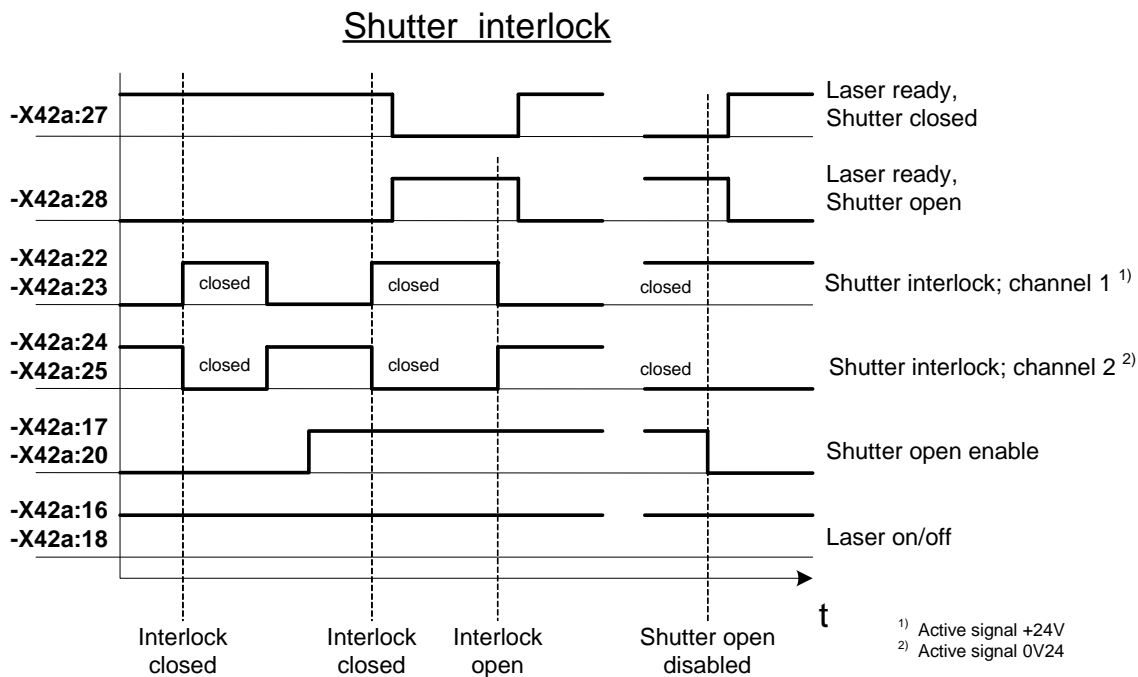 Shutter interlock
-X42a:27
Laser ready,
Shutter closed
-X42a:28
Laser ready,
Shutter open
-X42a:22
-X42a:23
closed
closed
closed
Shutter interlock; channel 1 1)
-X42a:24
-X42a:25
closed
closed
closed
Shutter interlock; channel 2 2)
-X42a:17
-X42a:20
Shutter open enable
-X42a:16
-X42a:18
Laser on/off
t
Interlock
closed
Interlock
closed
Interlock
open
Shutter open
disabled
1) Active signal +24V
2) Active signal 0V24